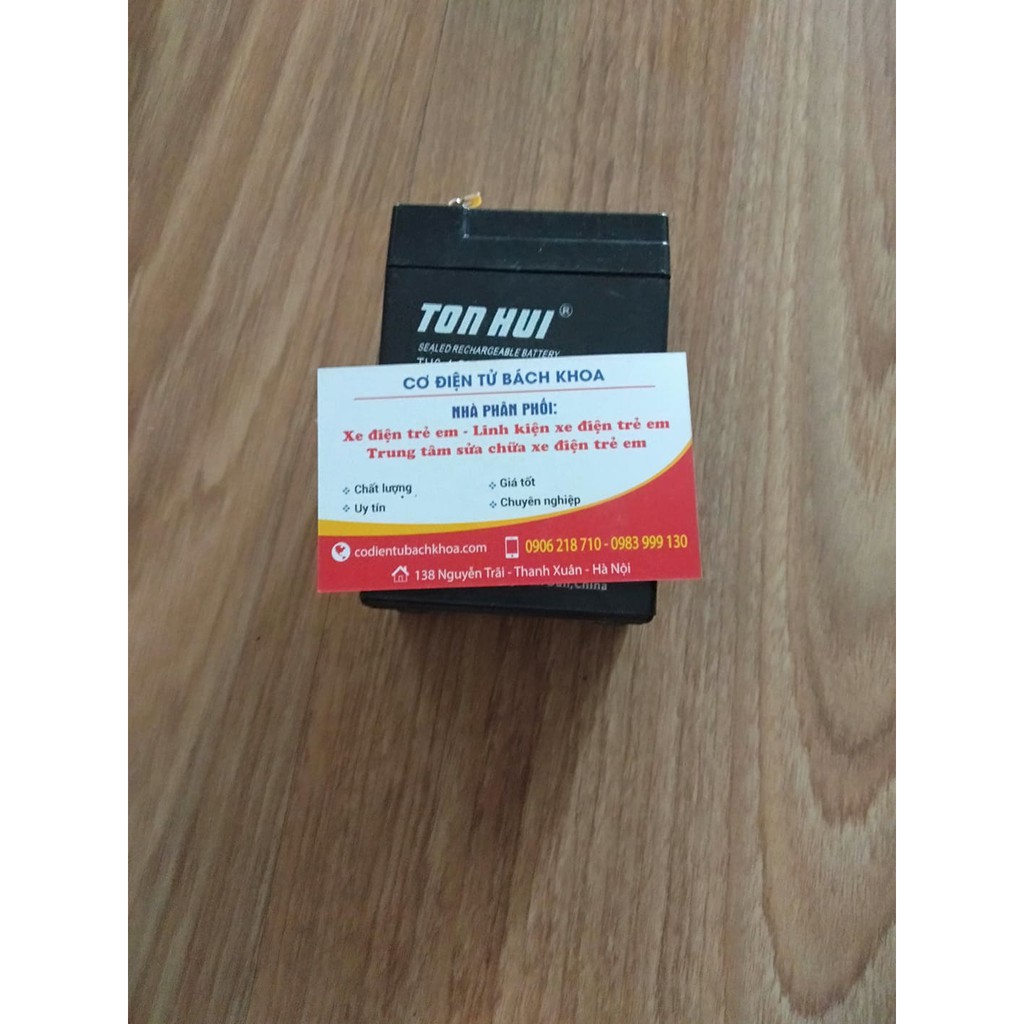 TON HUI ®
SEALED RECHARGEABLE BATTERY
CƠ ĐIỆN TỬ BÁCH KHOA
NHÀ PHÂN PHỐI:
Xe điện trẻ em - Linh kiện xe điện trẻ em
Trung tâm sửa chữa xe điện trẻ em
❖ Chất lượng
❖ Giá tốt
❖ Uy tín
❖ Chuyên nghiệp
codientubachkhoa.com 0906 218 710 - 0983 999 130
138 Nguyễn Trãi - Thanh Xuân - Hà Nội
China